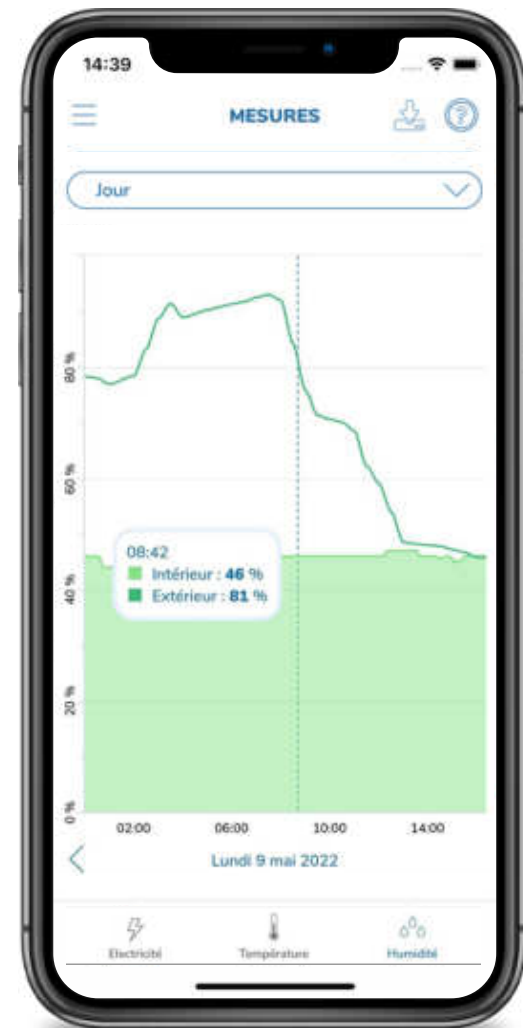 14:39
MESURES
Jour
80 %
60 %
40 %
20 %
0 %
08:42
Intérieur : 46 %
Extérieur : 81 %
02:00 06:00 10:00 14:00
Lundi 9 mai 2022
Electricité Température Humidité